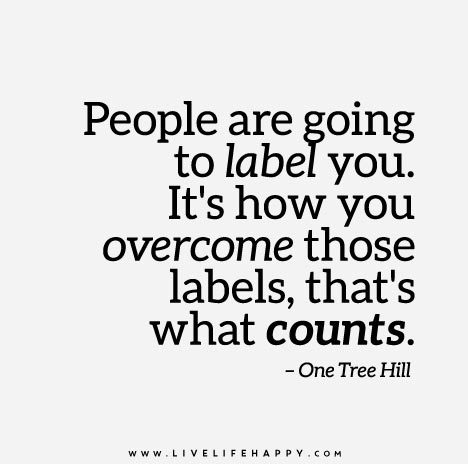 People are going
to label you.
It's how you
overcome those
labels, that's
what counts.
– One Tree Hill
WWW.LIVELIFEHAPPY.COM